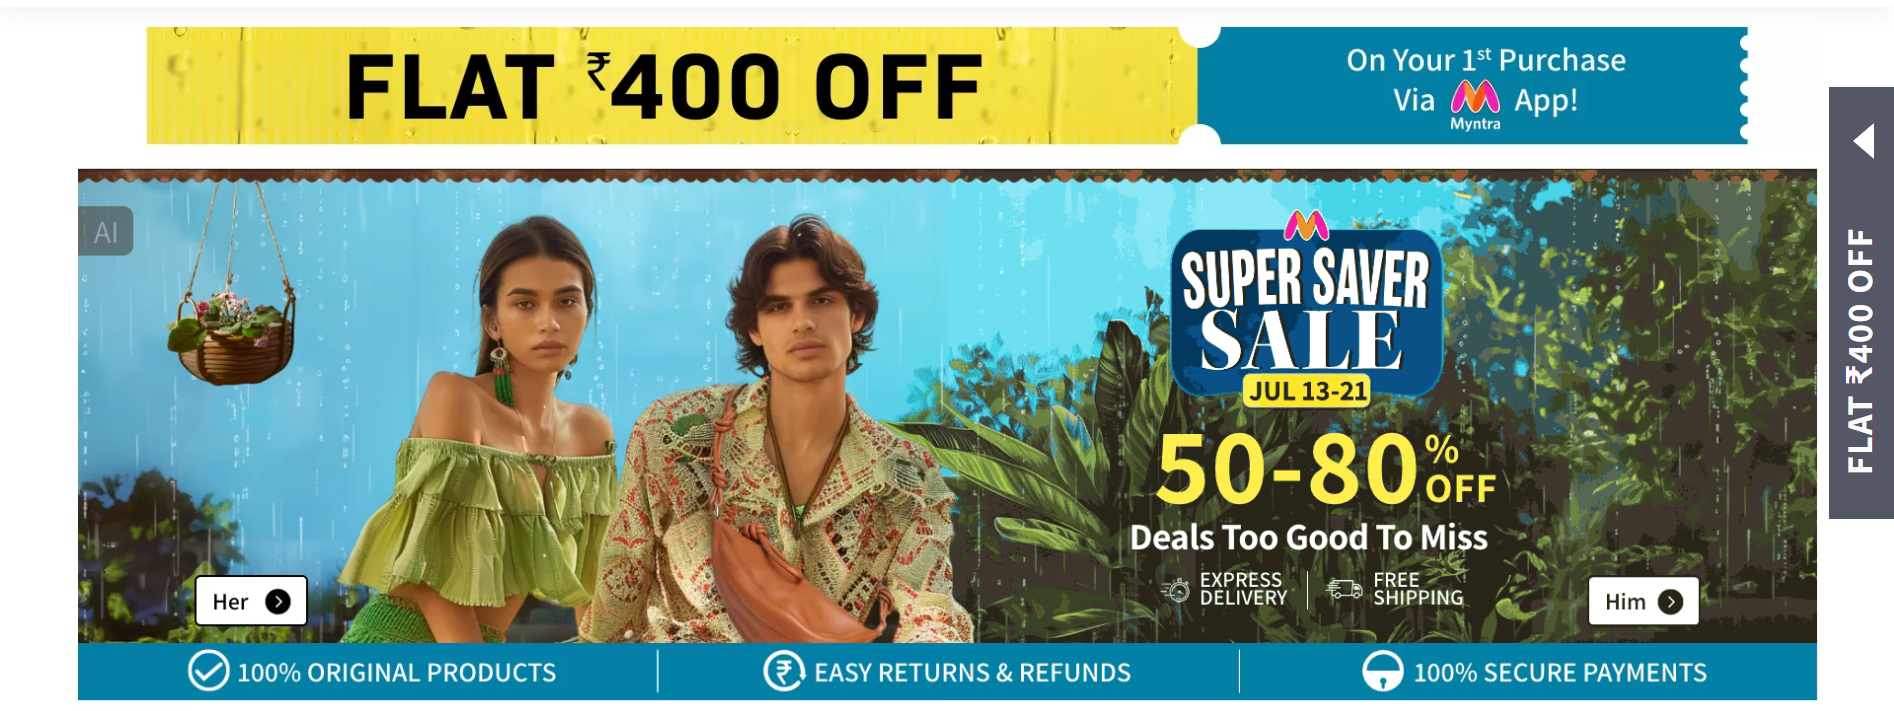 FLAT ₹400 OFF
On Your 1st Purchase
Via Myntra App!
AI
SUPER SAVER
SALE
JUL 13-21
50-80% OFF
Deals Too Good To Miss
EXPRESS DELIVERY
FREE SHIPPING
Her
Him
100% ORIGINAL PRODUCTS
EASY RETURNS & REFUNDS
100% SECURE PAYMENTS
FLAT ₹400 OFF